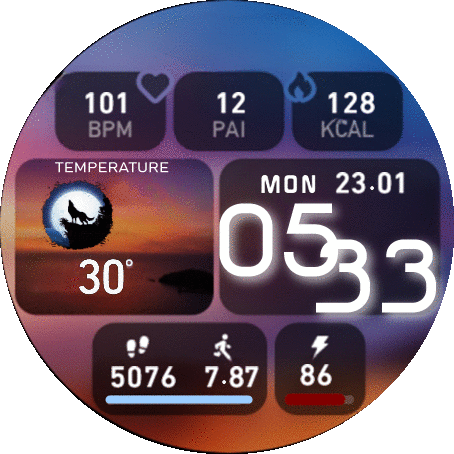 101 12 128
BPM PAI KCAL
TEMPERATURE
30°
MON 23.01
05
33
5076 7.87 86